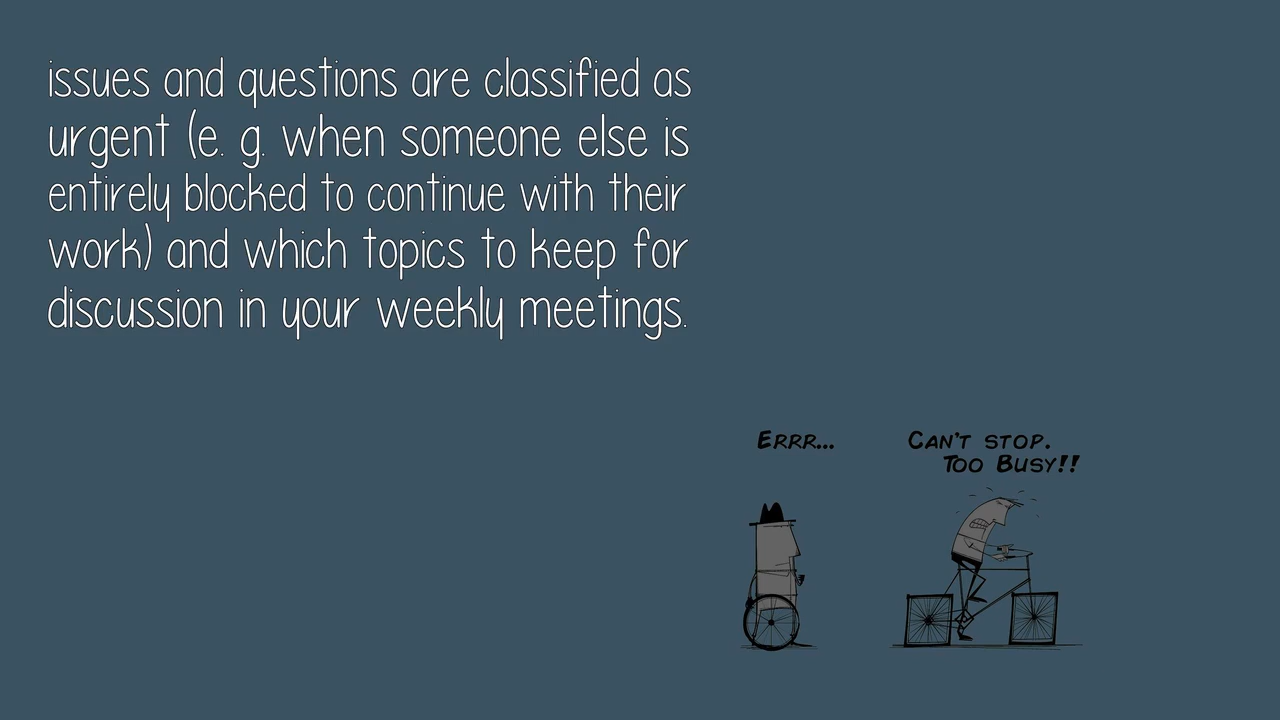 issues and questions are classified as
urgent (e. g. when someone else is
entirely blocked to continue with their
work) and which topics to keep for
discussion in your weekly meetings.
Errr...
Can't stop.
Too Busy!!